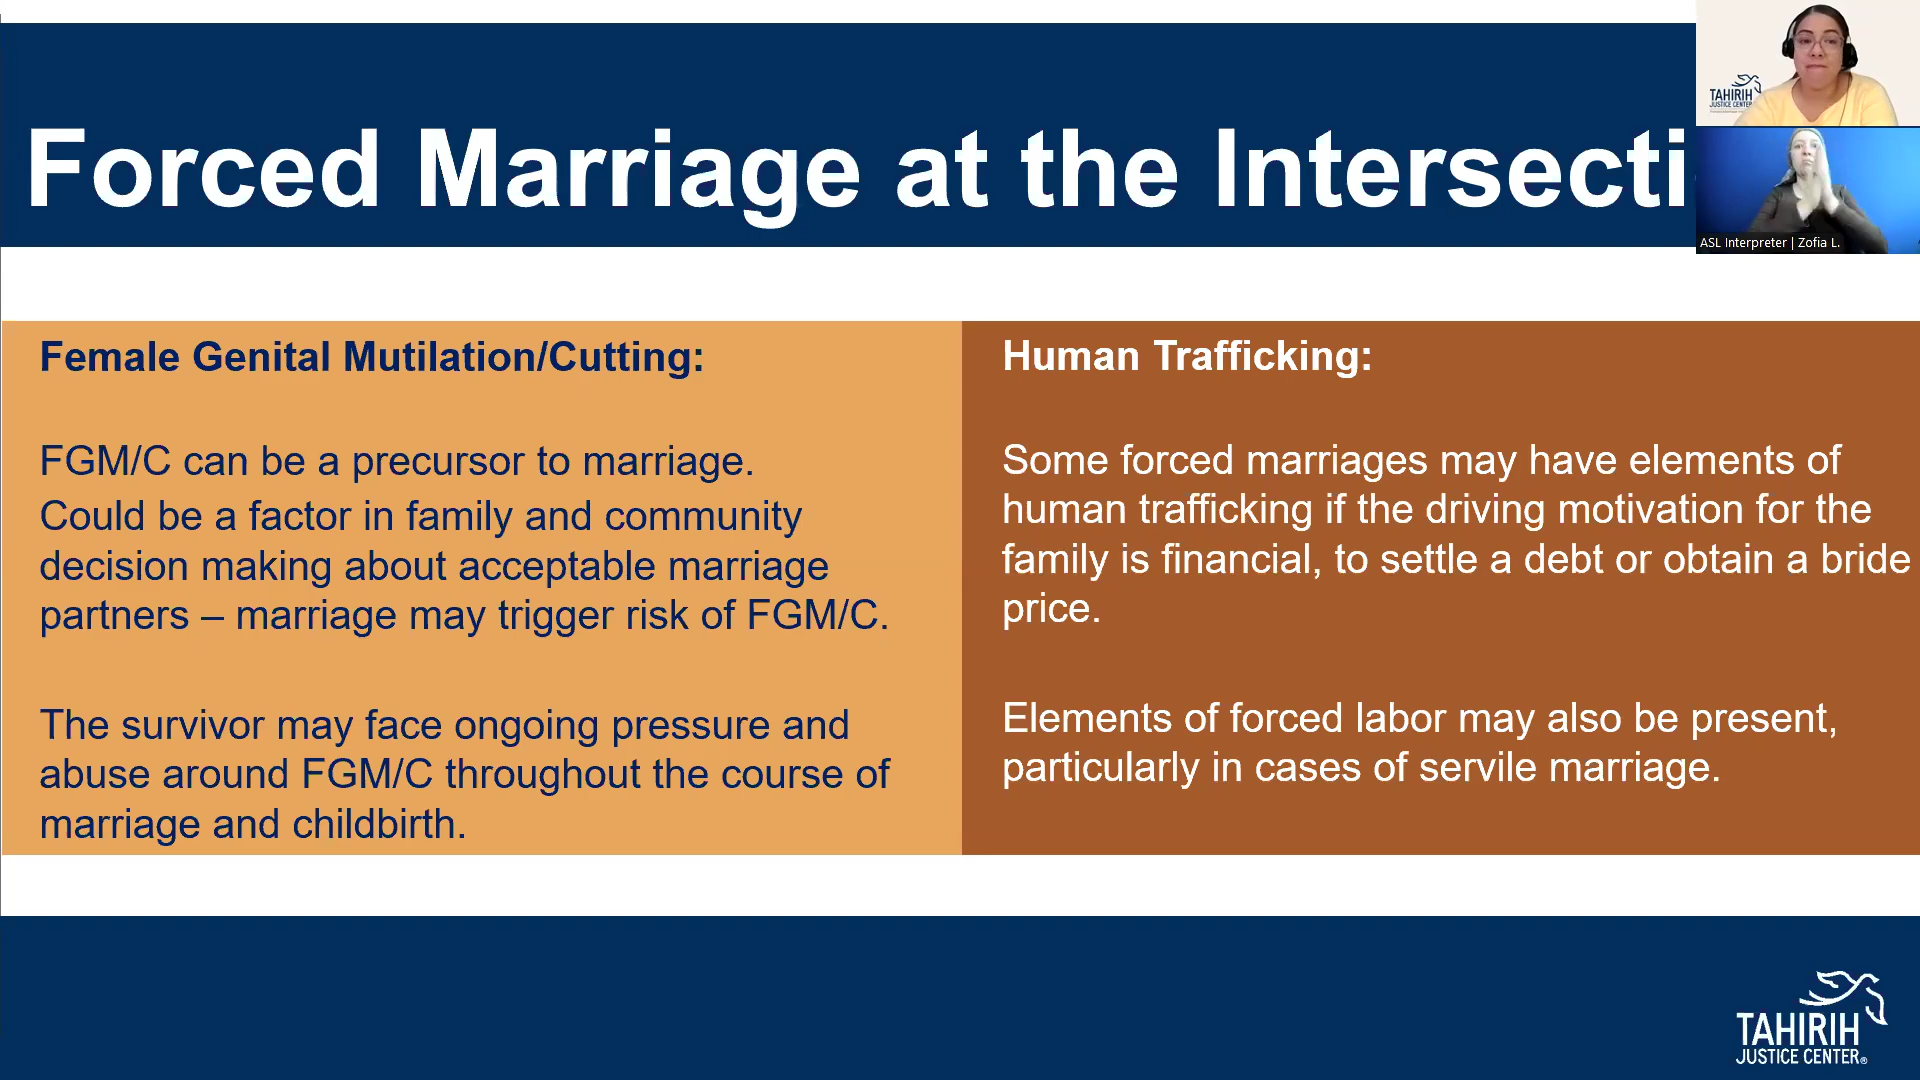 Forced Marriage at the Intersecti
TAHIRIH
JUSTICE CENTER
ASL Interpreter | Zofia L.
Female Genital Mutilation/Cutting:
FGM/C can be a precursor to marriage.
Could be a factor in family and community
decision making about acceptable marriage
partners – marriage may trigger risk of FGM/C.
The survivor may face ongoing pressure and
abuse around FGM/C throughout the course of
marriage and childbirth.
Human Trafficking:
Some forced marriages may have elements of
human trafficking if the driving motivation for the
family is financial, to settle a debt or obtain a bride
price.
Elements of forced labor may also be present,
particularly in cases of servile marriage.
TAHIRIH
JUSTICE CENTER®